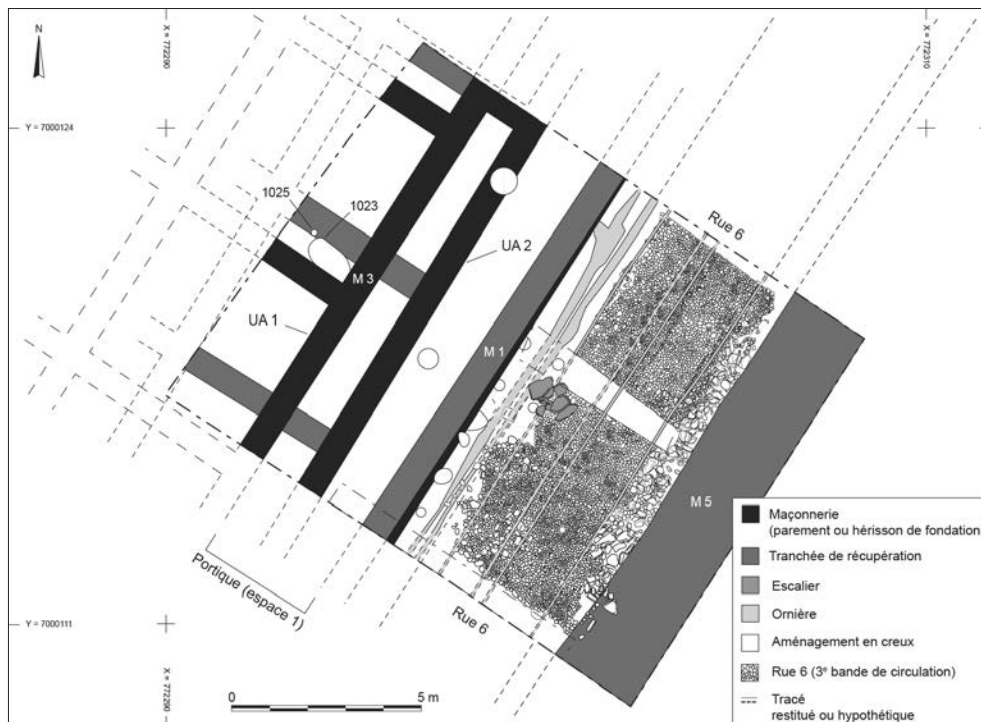 N
X = 772290
X = 772310
Y = 7000124
Rue 6
1025
1023
UA 2
M 3
UA 1
M 1
M 5
Portique (espace 1)
Rue 6
Y = 7000111
X = 772290
0
5 m
Maçonnerie
(parement ou hérisson de fondation
Tranchée de récupération
Escalier
Ornière
Aménagement en creux
Rue 6 (3e bande de circulation)
Tracé
restitué ou hypothétique